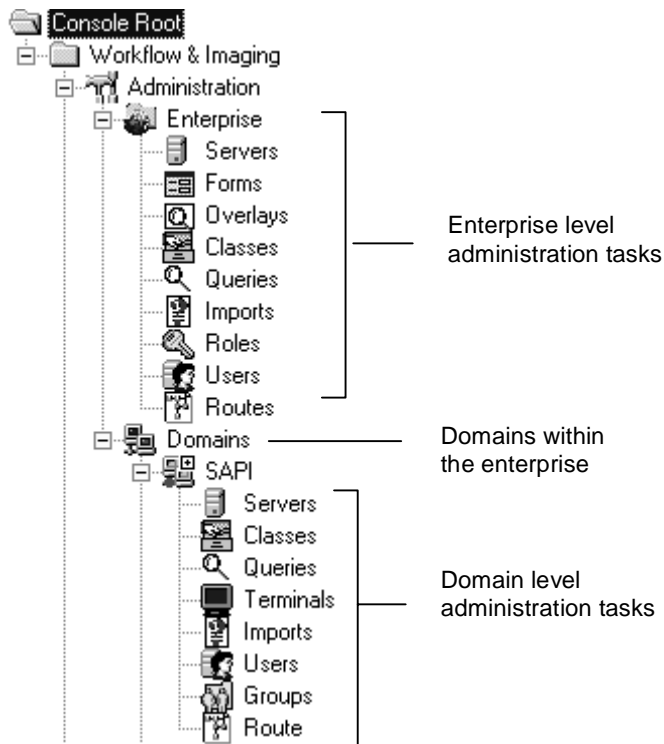 Console Root
Workflow & Imaging
Administration
Enterprise
Servers
Forms
Overlays
Classes
Queries
Imports
Roles
Users
Routes
Enterprise level
administration tasks
Domains
Domains within
the enterprise
SAPI
Servers
Classes
Queries
Terminals
Imports
Users
Groups
Route
Domain level
administration tasks